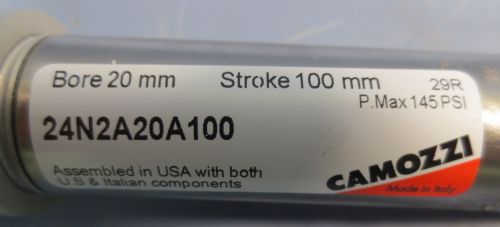 Bore 20 mm Stroke 100 mm 29R
P.Max 145 PSI
24N2A20A100
Assembled in USA with both
U.S & Italian components
CAMOZZI
Made in Italy